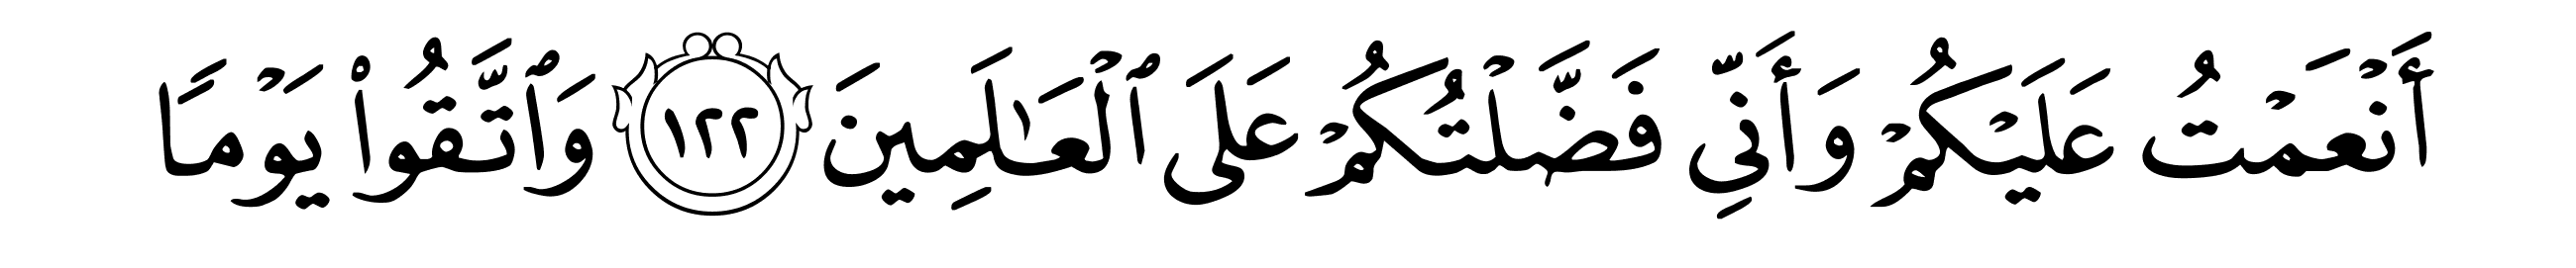 أَنۡعَمۡتُ عَلَيۡكُمۡ وَأَنِّي فَضَّلۡتُكُمۡ عَلَى ٱلۡعَٰلَمِينَ ١٢٢ وَٱتَّقُواْ يَوۡمٗا